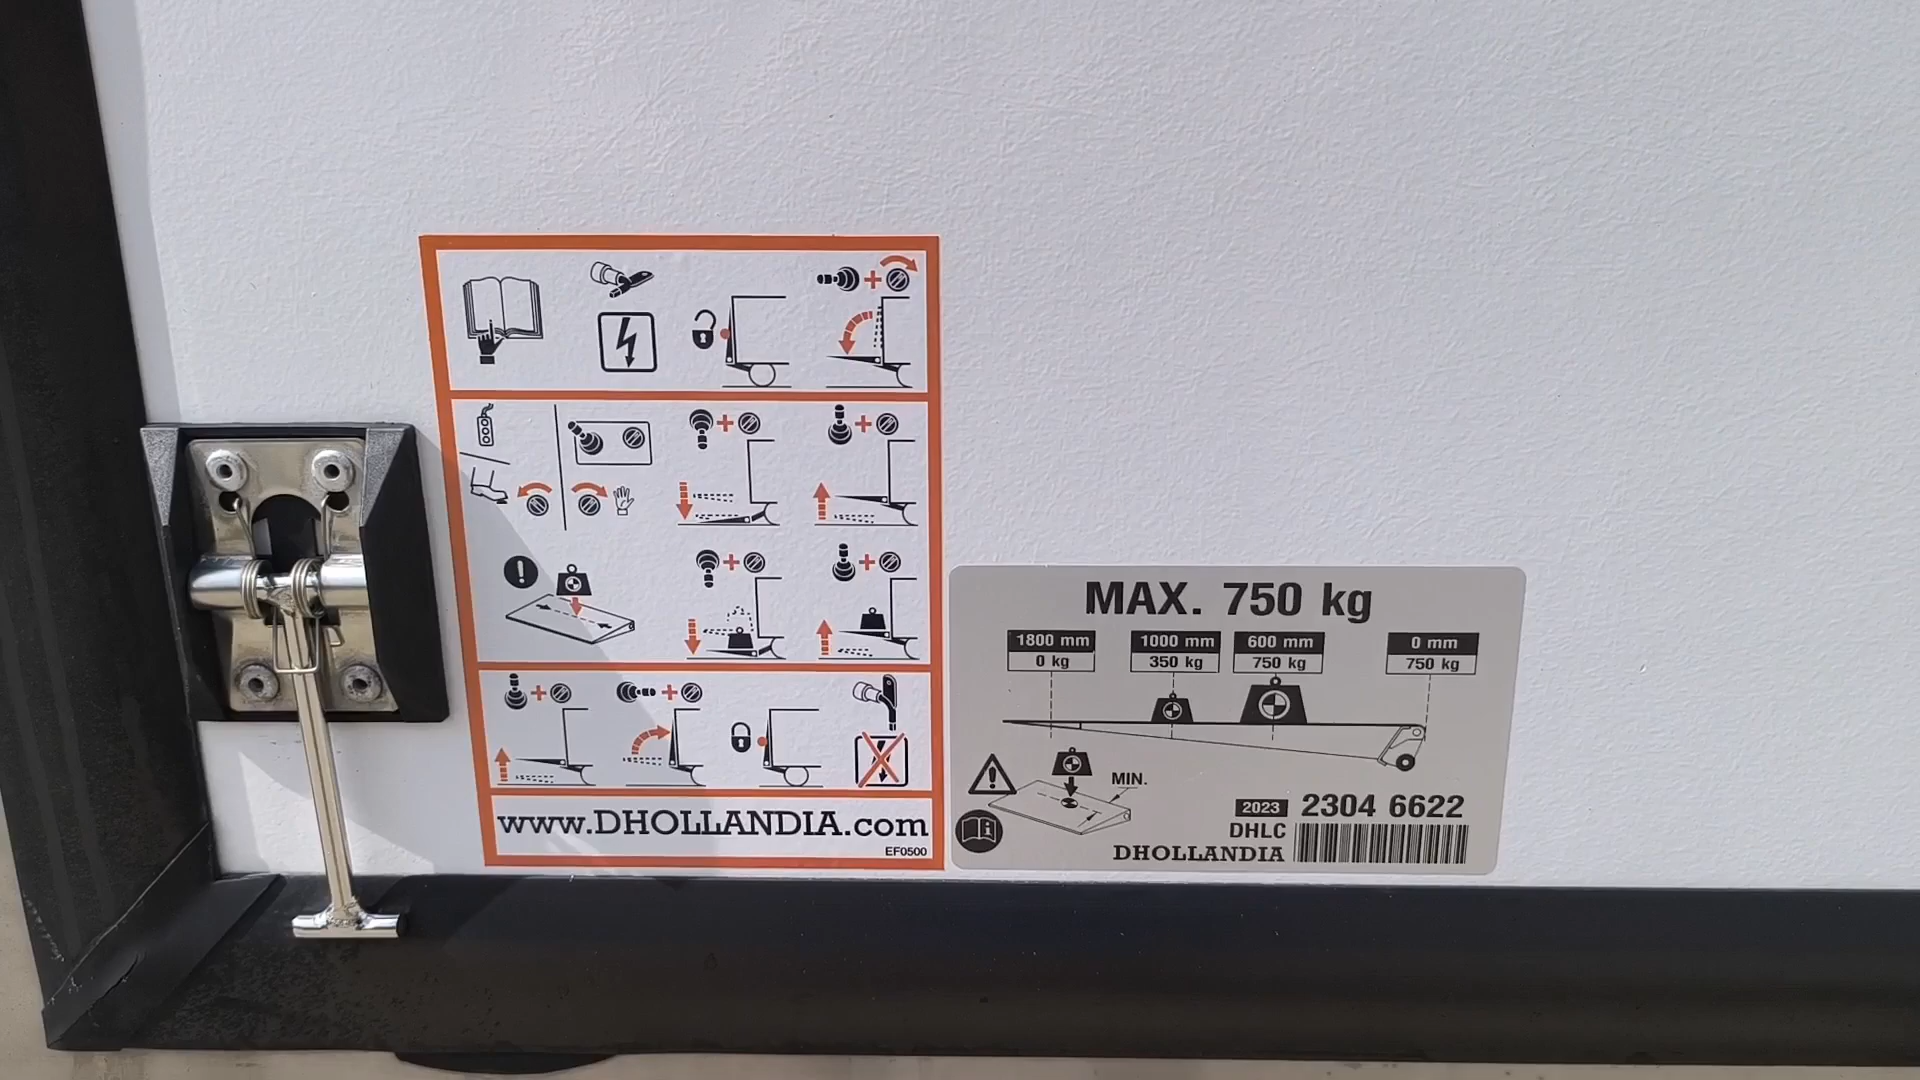 www.DHOLLANDIA.com
EF0500
MAX. 750 kg
1800 mm 1000 mm 600 mm 0 mm
0 kg 350 kg 750 kg 750 kg
MIN.
2023 2304 6622
DHLC
DHOLLANDIA